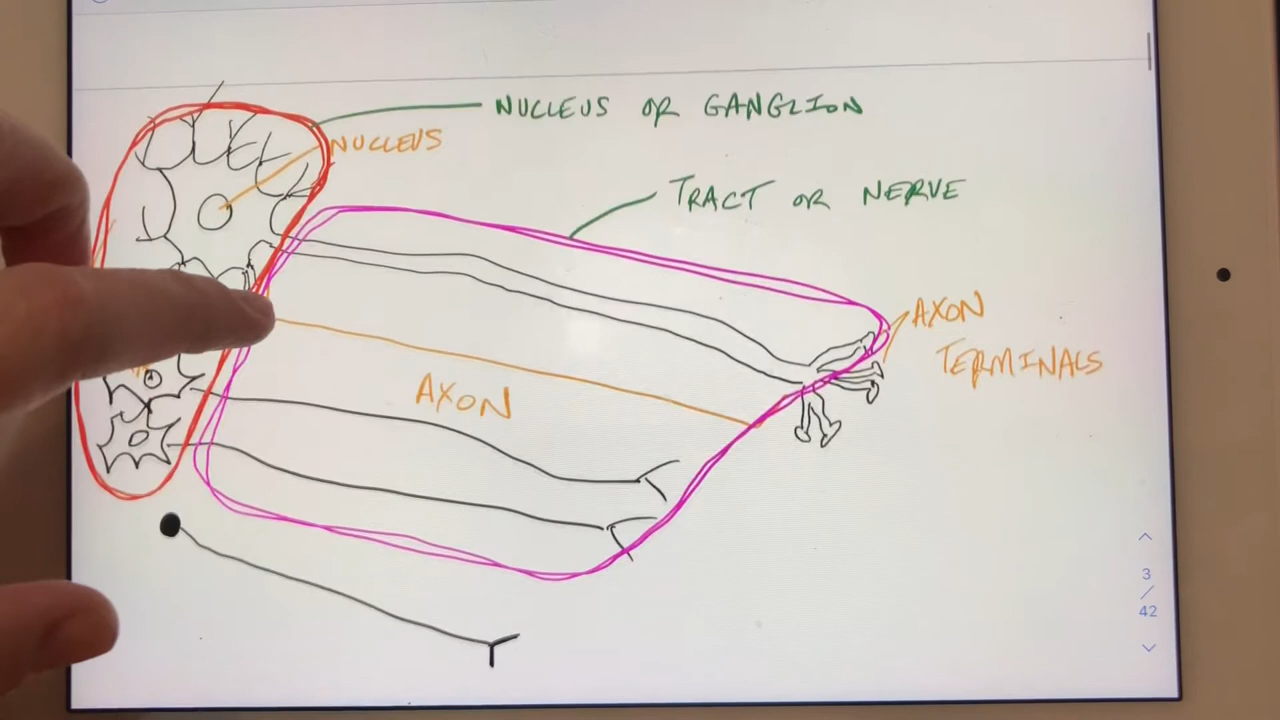 NUCLEUS OR GANGLION
NUCLEUS
TRACT OR NERVE
AXON
TERMINALS
AXON
3
/
42